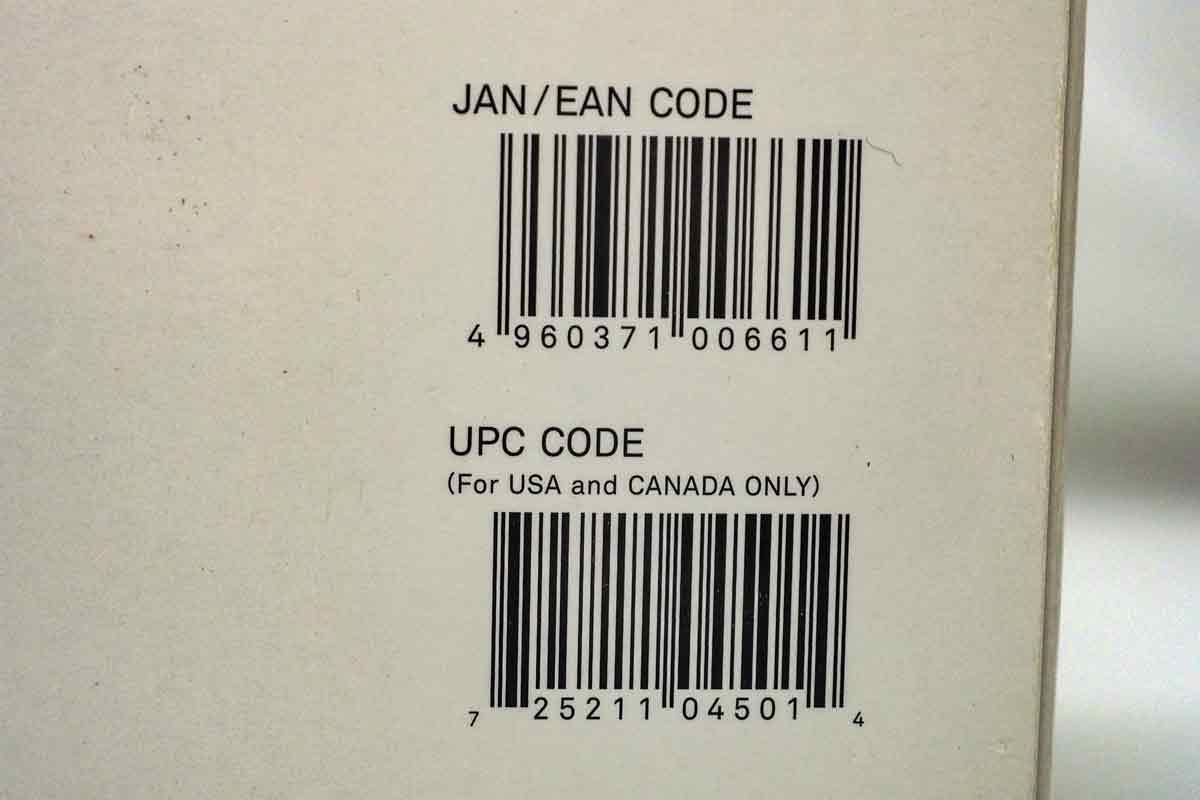 JAN/EAN CODE
4 960371 006611
UPC CODE
(For USA and CANADA ONLY)
7 25211 04501 4